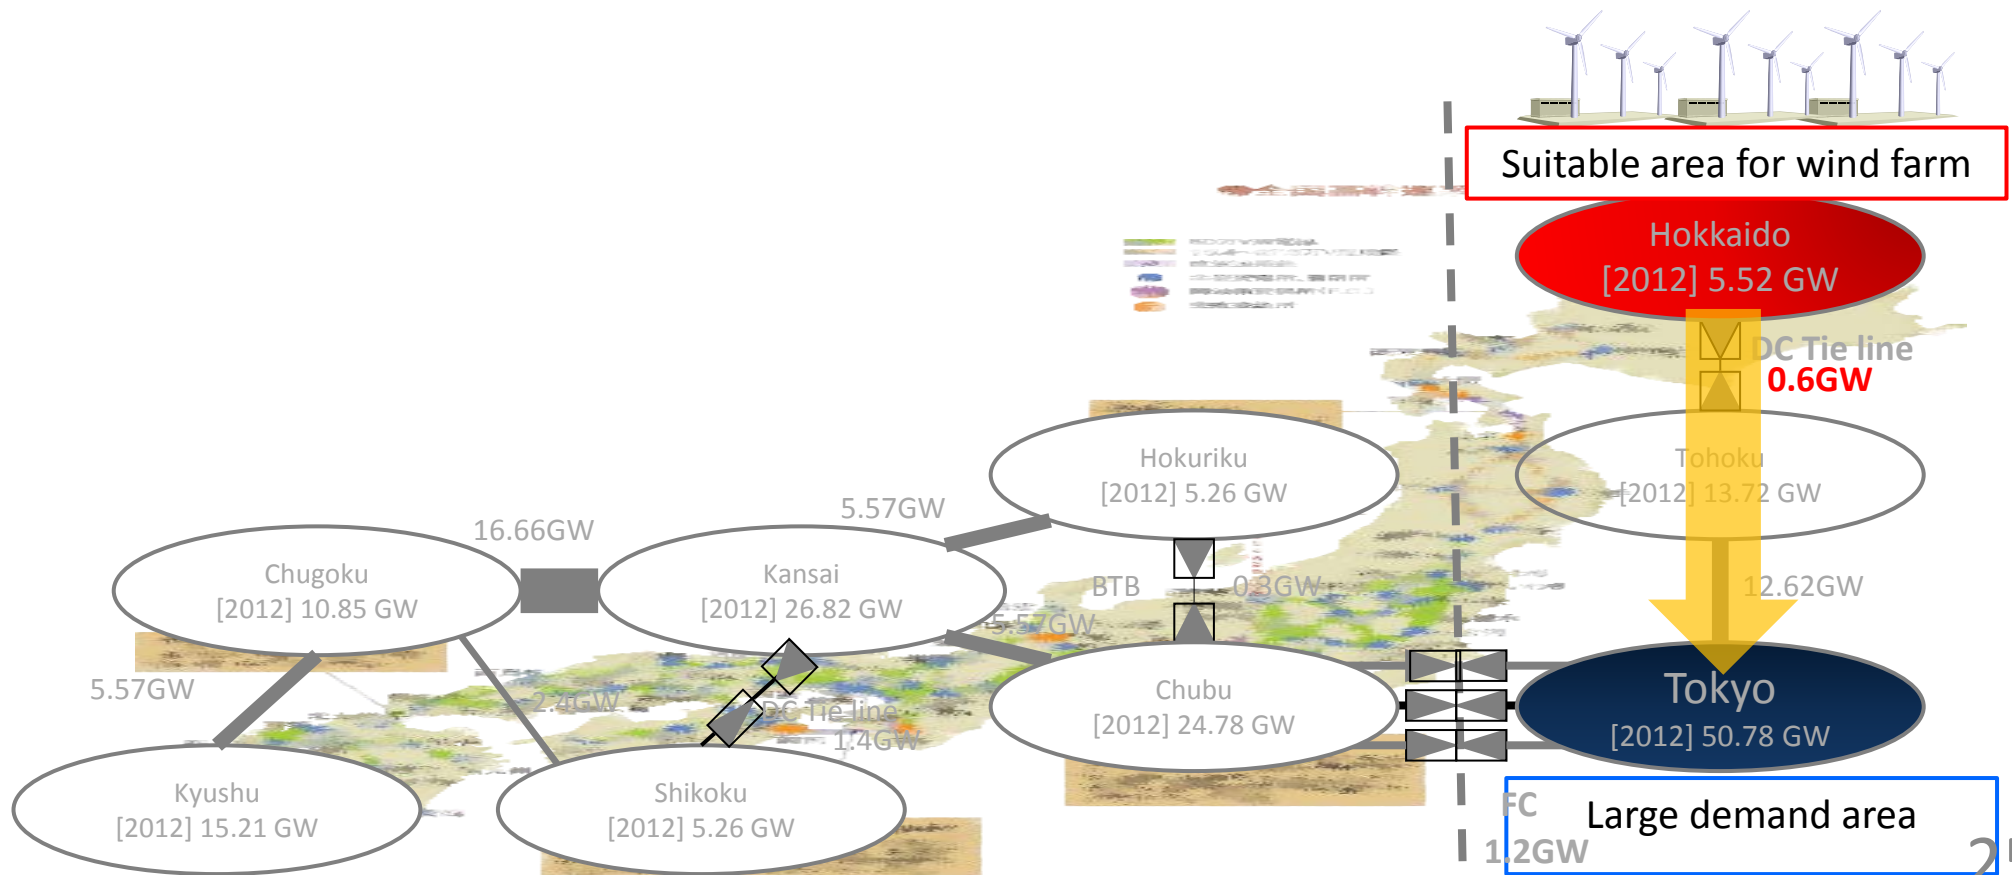 Suitable area for wind farm
Hokkaido
[2012] 5.52 GW
DC Tie line
0.6GW
Hokuriku
[2012] 5.26 GW
Tohoku
[2012] 13.72 GW
5.57GW
16.66GW
Chugoku
[2012] 10.85 GW
Kansai
[2012] 26.82 GW
BTB
0.3GW
12.62GW
5.57GW
5.57GW
2.4GW
DC Tie line
1.4GW
Chubu
[2012] 24.78 GW
Tokyo
[2012] 50.78 GW
Kyushu
[2012] 15.21 GW
Shikoku
[2012] 5.26 GW
FC
1.2GW
Large demand area
2